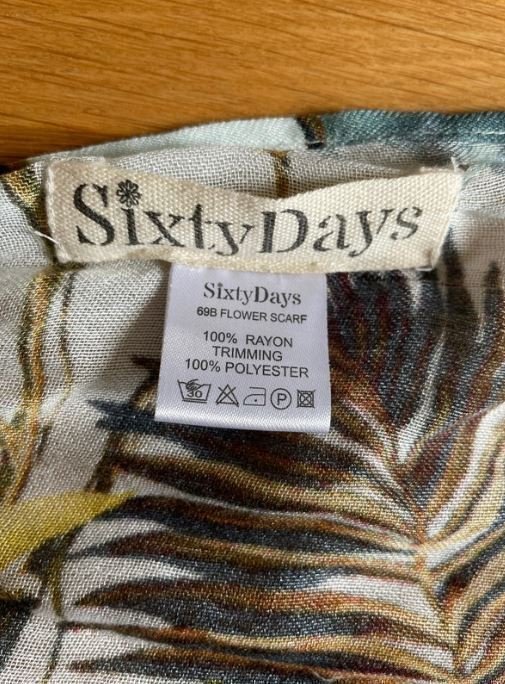 SixtyDays
SixtyDays
69B FLOWER SCARF
100% RAYON
TRIMMING
100% POLYESTER
30 P